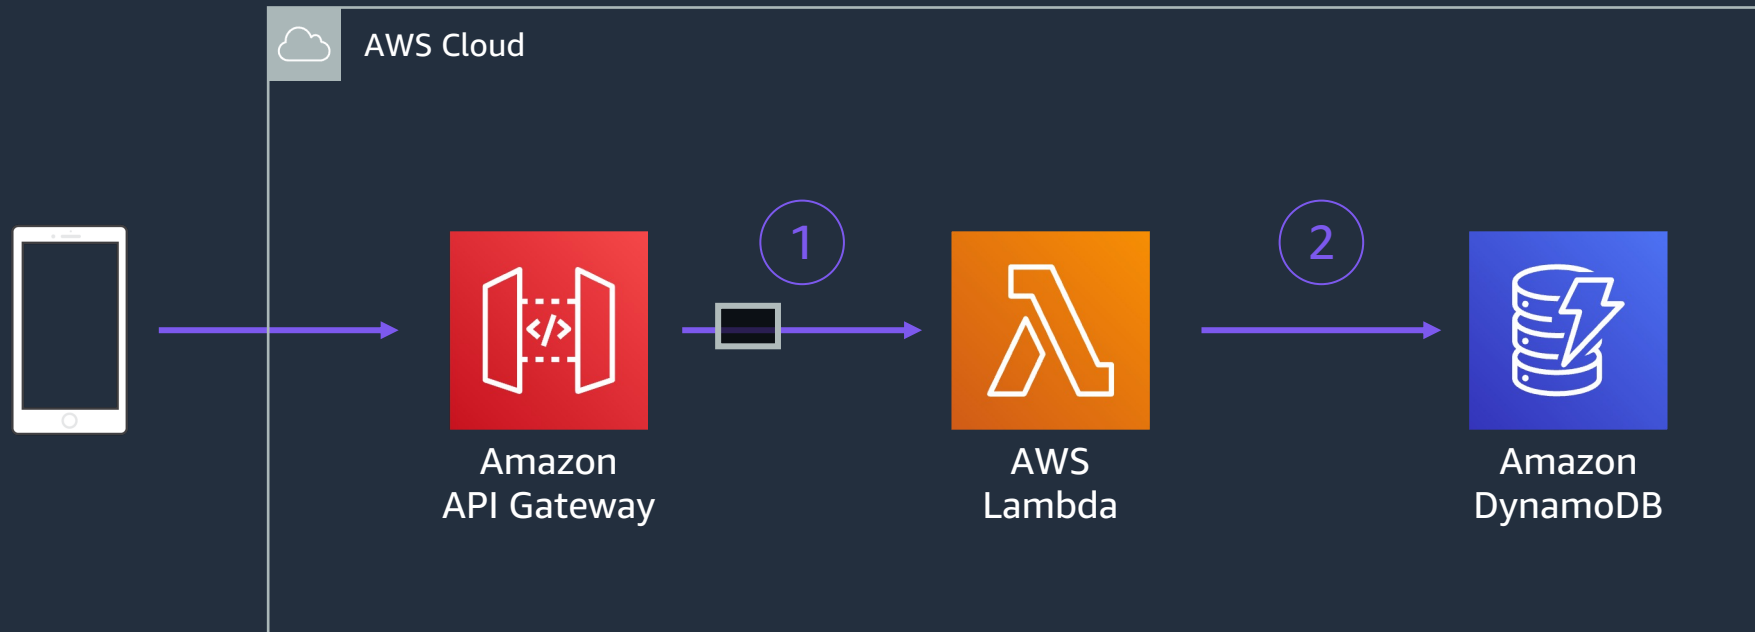 AWS Cloud
1
2
</>
Amazon
API Gateway
AWS
Lambda
Amazon
DynamoDB